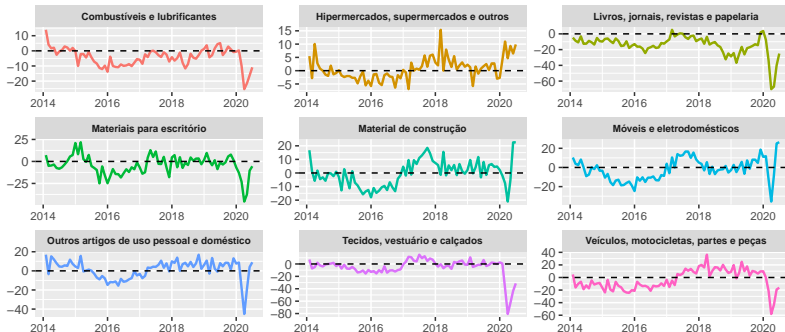 Combustíveis e lubrificantes
10
0
−10
−20
2014 2016 2018 2020
Hipermercados, supermercados e outros
15
10
5
0
−5
2014 2016 2018 2020
Livros, jornais, revistas e papelaria
0
−20
−40
−60
2014 2016 2018 2020
Materiais para escritório
25
0
−25
2014 2016 2018 2020
Material de construção
20
10
0
−10
−20
2014 2016 2018 2020
Móveis e eletrodomésticos
20
0
−20
2014 2016 2018 2020
Outros artigos de uso pessoal e doméstico
20
0
−20
−40
2014 2016 2018 2020
Tecidos, vestuário e calçados
0
−20
−40
−60
−80
2014 2016 2018 2020
Veículos, motocicletas, partes e peças
40
20
0
−20
−40
−60
2014 2016 2018 2020